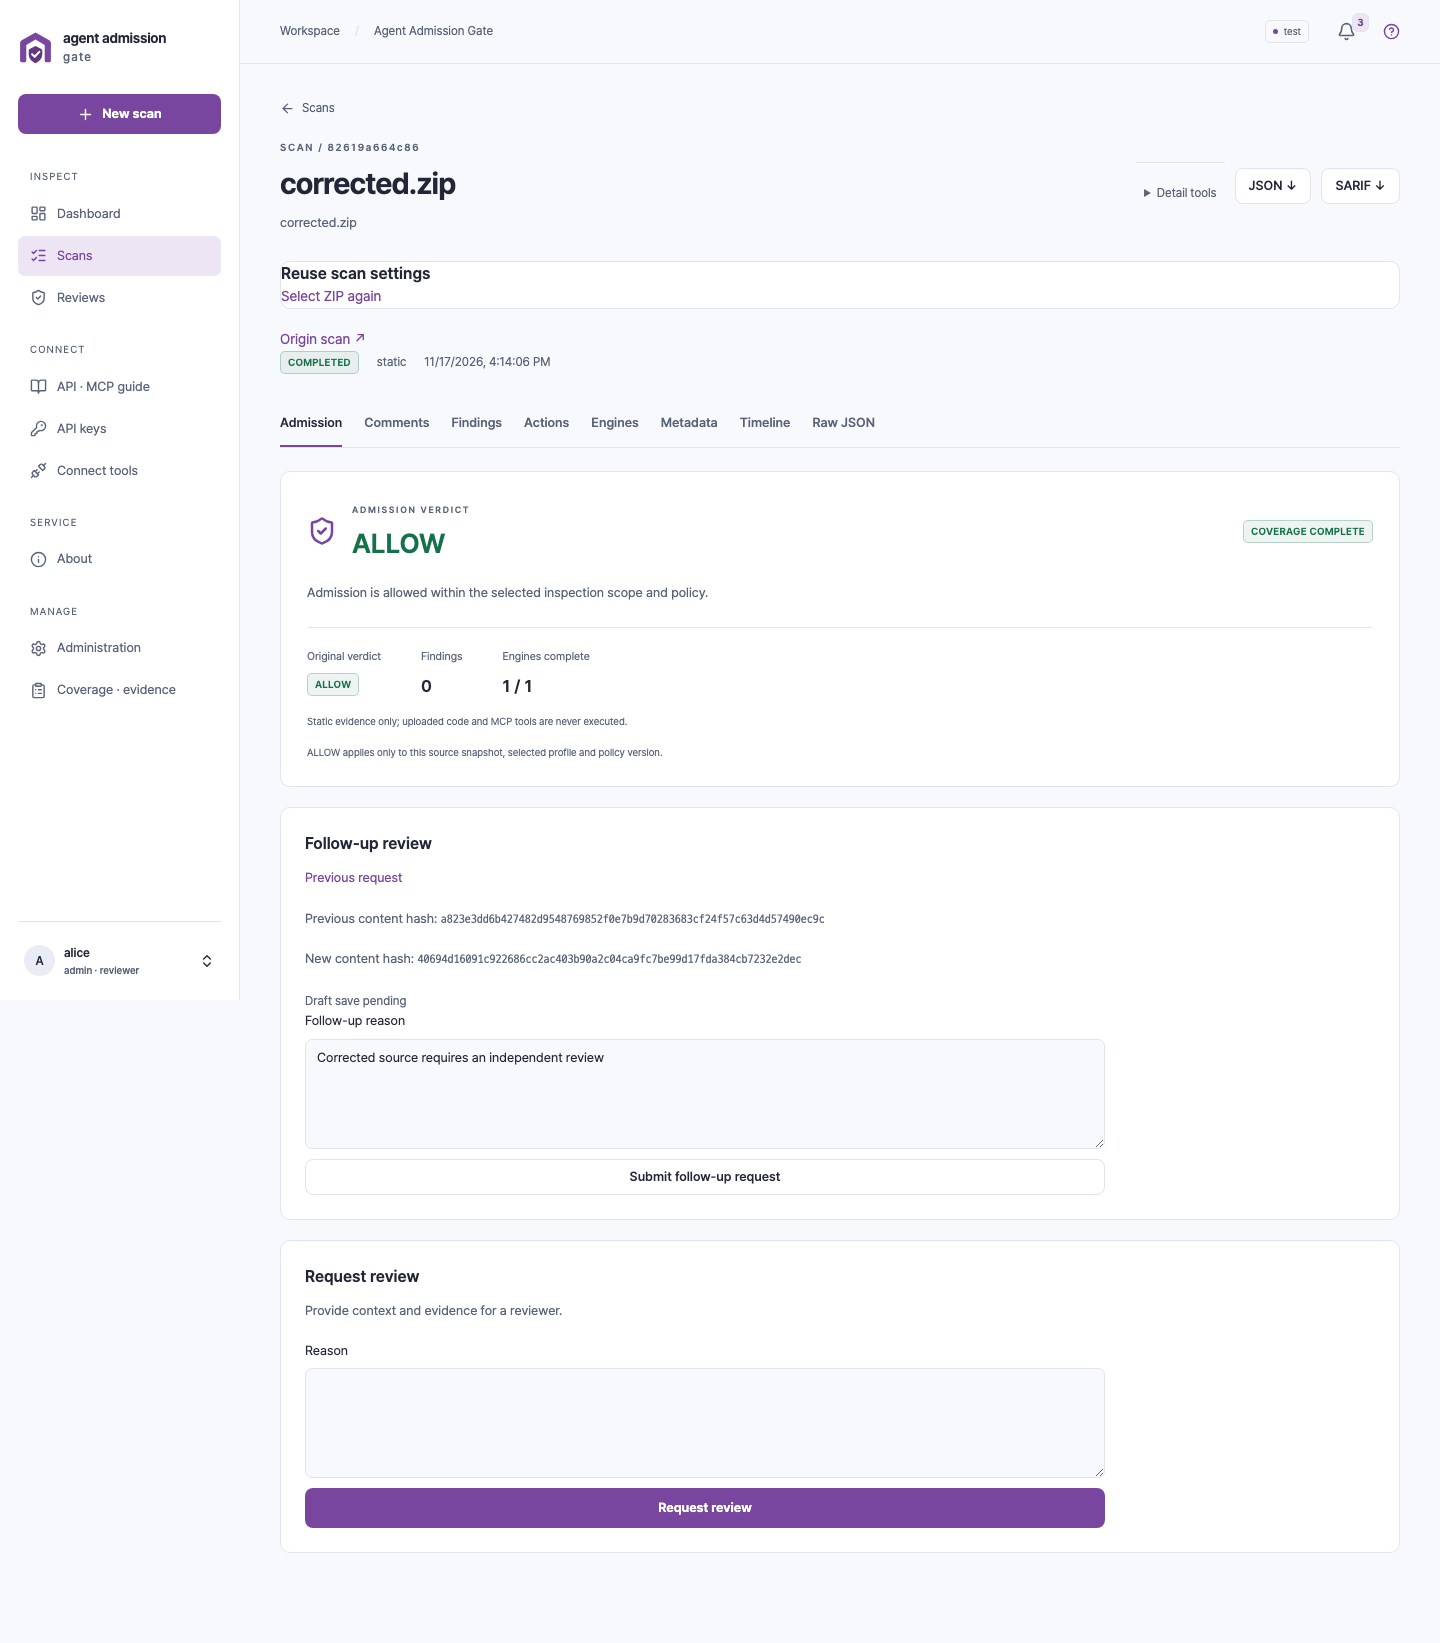 agent admission
gate
New scan
INSPECT
Dashboard
Scans
Reviews
CONNECT
API · MCP guide
API keys
Connect tools
SERVICE
About
MANAGE
Administration
Coverage · evidence
A
alice
admin · reviewer
Workspace / Agent Admission Gate
test
3
Scans
SCAN / 82619a664c86
corrected.zip
corrected.zip
Detail tools
JSON ↓
SARIF ↓
Reuse scan settings
Select ZIP again
Origin scan ↗
COMPLETED static 11/17/2026, 4:14:06 PM
Admission Comments Findings Actions Engines Metadata Timeline Raw JSON
ADMISSION VERDICT
ALLOW
COVERAGE COMPLETE
Admission is allowed within the selected inspection scope and policy.
Original verdict Findings Engines complete
ALLOW 0 1 / 1
Static evidence only; uploaded code and MCP tools are never executed.
ALLOW applies only to this source snapshot, selected profile and policy version.
Follow-up review
Previous request
Previous content hash: a823e3dd6b427482d9548769852f0e7b9d70283683cf24f57c63d4d57490ec9c
New content hash: 40694d16091c922686cc2ac403b90a2c04ca9fc7be99d17fda384cb7232e2dec
Draft save pending
Follow-up reason
Corrected source requires an independent review
Submit follow-up request
Request review
Provide context and evidence for a reviewer.
Reason
Request review